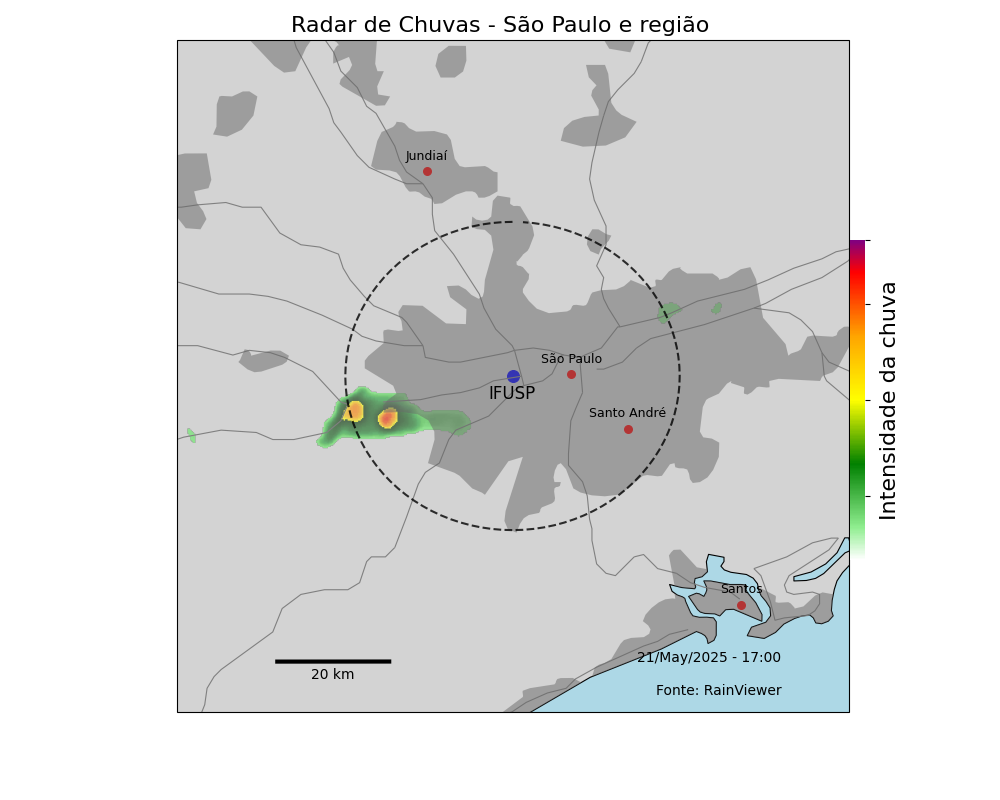 Radar de Chuvas - São Paulo e região
Jundiaí
São Paulo
IFUSP
Santo André
Intensidade da chuva
Santos
21/May/2025 - 17:00
20 km
Fonte: RainViewer